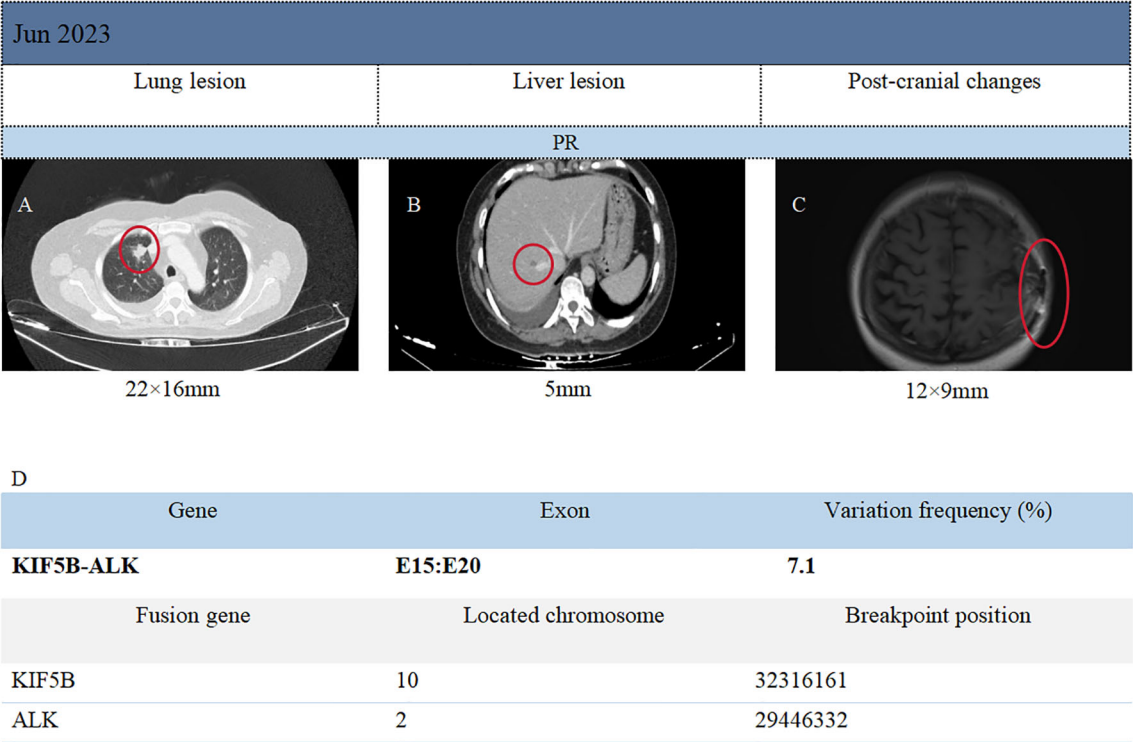 Jun 2023
Lung lesion Liver lesion Post-cranial changes
PR
A B C
22×16mm 5mm 12×9mm
D
Gene Exon Variation frequency (%)
KIF5B-ALK E15:E20 7.1
Fusion gene Located chromosome Breakpoint position
KIF5B 10 32316161
ALK 2 29446332